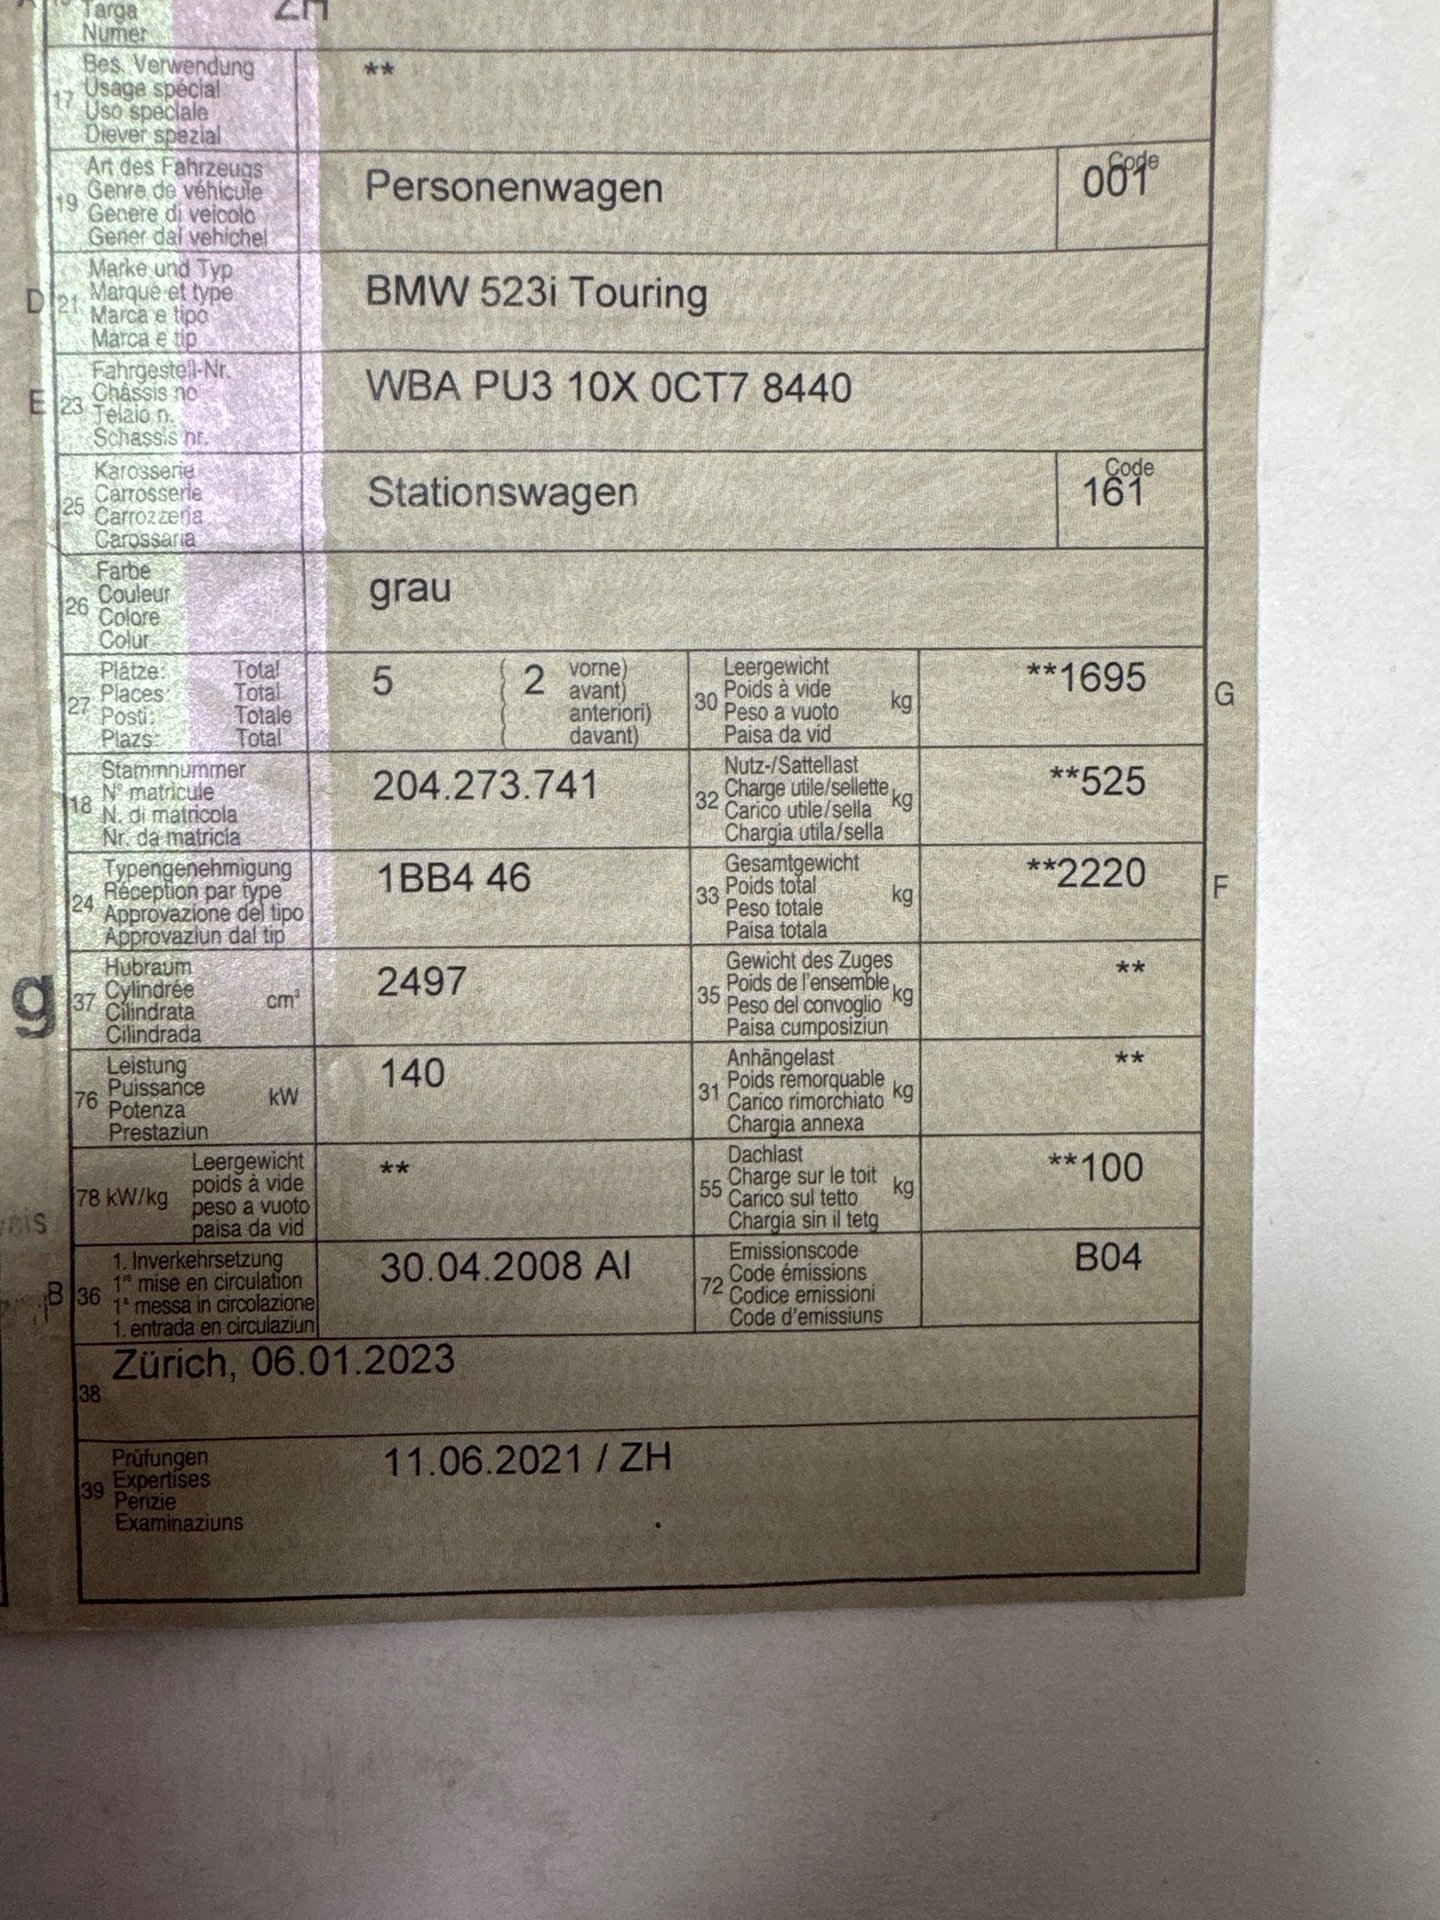 Targa
Numer
ZH
17
Bes. Verwendung
Usage spécial
Uso speciale
Diever spezial
**
19
Art des Fahrzeugs
Genre de véhicule
Genere di veicolo
Gener dal vehichel
Personenwagen
Code
001
D
21
Marke und Typ
Marque et type
Marca e tipo
Marca e tip
BMW 523i Touring
E
23
Fahrgestell-Nr.
Châssis no
Telaio n.
Schassis nr.
WBA PU3 10X 0CT7 8440
25
Karosserie
Carrosserie
Carrozzeria
Carossaria
Stationswagen
Code
161
26
Farbe
Couleur
Colore
Colur
grau
27
Plätze: Total
Places: Total
Posti: Totale
Plazs: Total
5 ( 2 vorne)
( avant)
( anteriori)
( davant)
30
Leergewicht
Poids à vide kg
Peso a vuoto
Paisa da vid
**1695
G
18
Stammnummer
N° matricule
N. di matricola
Nr. da matricla
204.273.741
32
Nutz-/Sattellast
Charge utile/sellette kg
Carico utile/sella
Chargia utila/sella
**525
24
Typengenehmigung
Réception par type
Approvazione del tipo
Approvaziun dal tip
1BB4 46
33
Gesamtgewicht
Poids total kg
Peso totale
Paisa totala
**2220
F
g
37
Hubraum
Cylindrée cm³
Cilindrata
Cilindrada
2497
35
Gewicht des Zuges
Poids de l'ensemble kg
Peso del convoglio
Paisa cumposiziun
**
76
Leistung
Puissance kW
Potenza
Prestaziun
140
31
Anhängelast
Poids remorquable kg
Carico rimorchiato
Chargia annexa
**
78 kW/kg
Leergewicht
poids à vide
peso a vuoto
paisa da vid
**
55
Dachlast
Charge sur le toit kg
Carico sul tetto
Chargia sin il tetg
**100
B
36
1. Inverkehrsetzung
1re mise en circulation
1a messa in circolazione
1. entrada en circulaziun
30.04.2008 AI
72
Emissionscode
Code émissions
Codice emissioni
Code d'emissiuns
B04
38
Zürich, 06.01.2023
39
Prüfungen
Expertises
Perizie
Examinaziuns
11.06.2021 / ZH